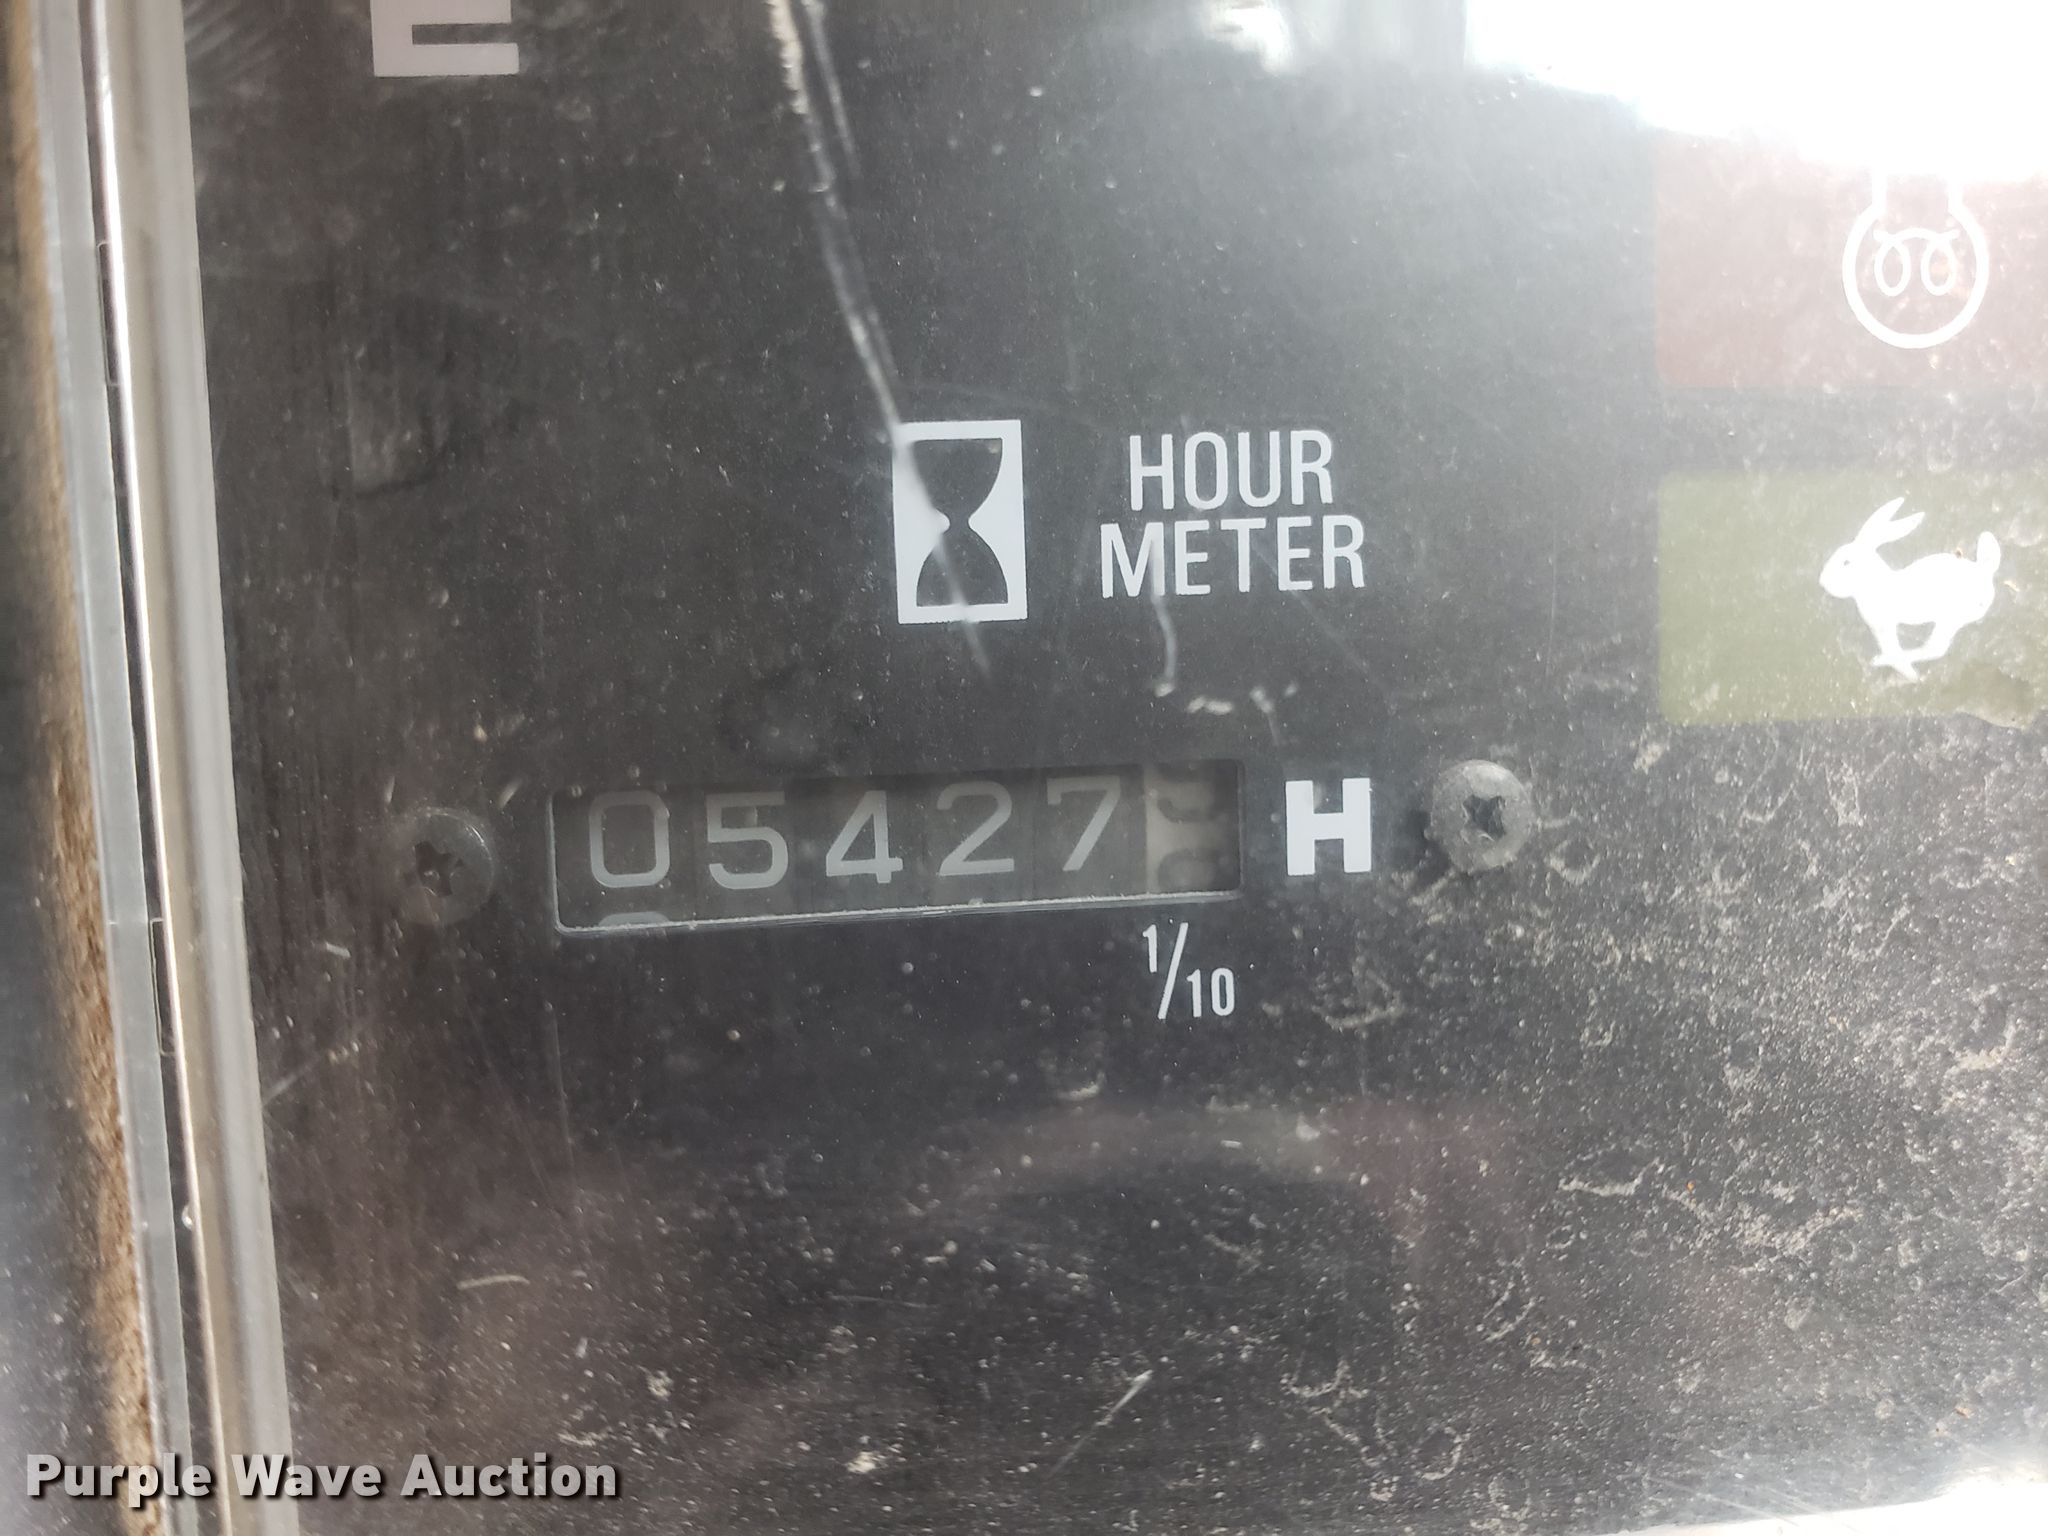 E
HOUR
METER
05427 H
1/10
Purple Wave Auction